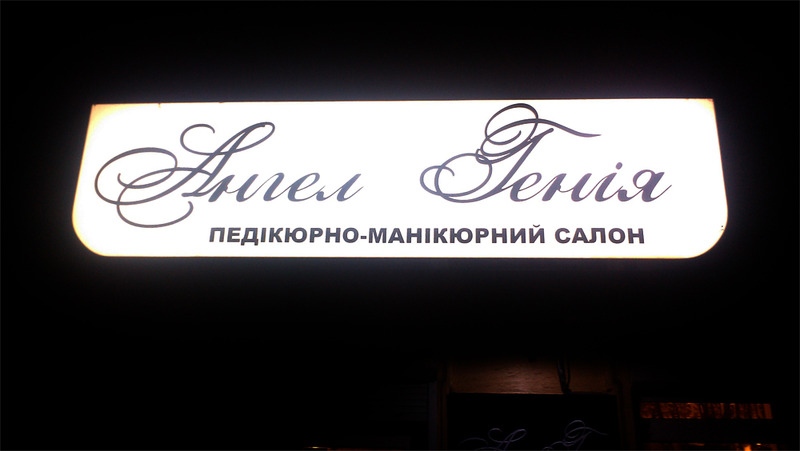 Ангел Генія
ПЕДІКЮРНО-МАНІКЮРНИЙ САЛОН
А Г